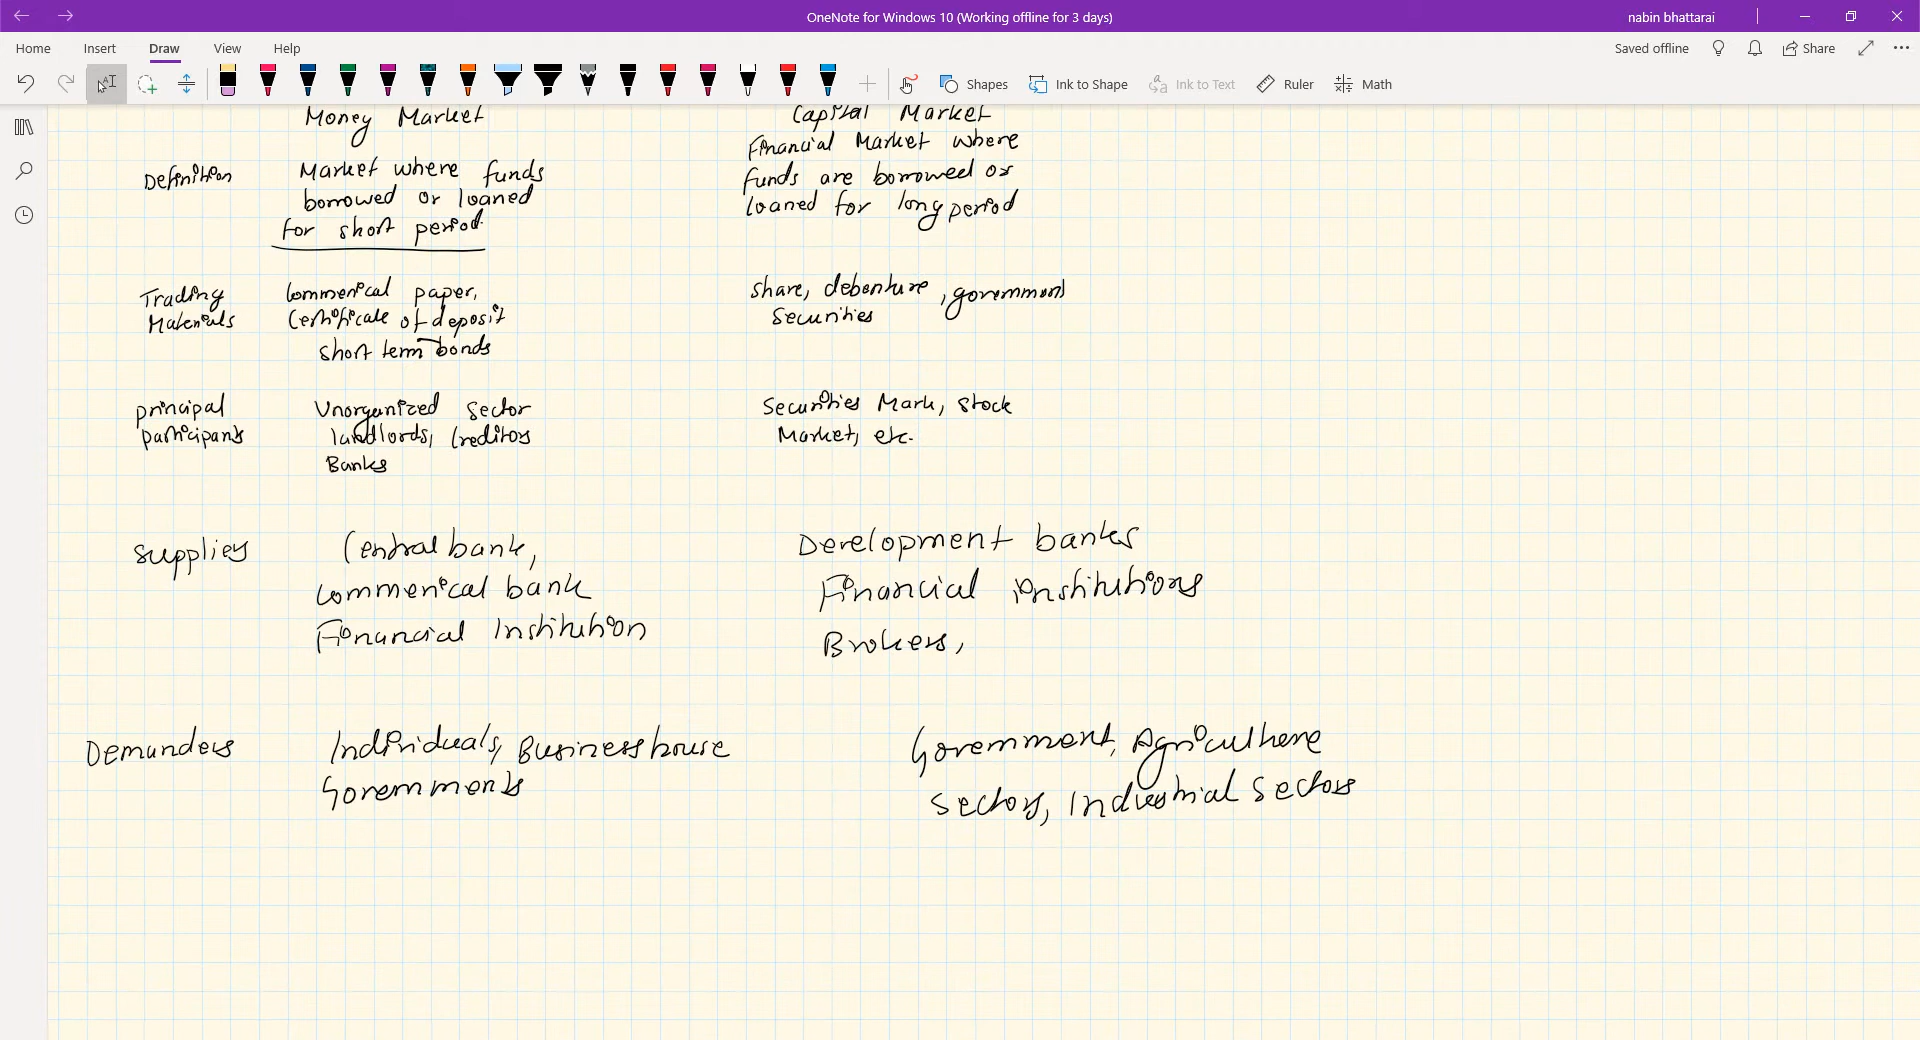 OneNote for Windows 10 (Working offline for 3 days)
nabin bhattarai
Home Insert Draw View Help
Saved offline Share
Shapes Ink to Shape Ink to Text Ruler Math
Money Market Capital Market
Definition Market where funds
borrowed or loaned
for short period.
Financial Market where
funds are borrowed or
loaned for long period
Trading
Materials
Commerical paper,
Certificate of deposit
short term bonds
share, debenture, government
Securities
principal
participants
Unorganized sector
landlords, Creditors
Banks
Securities Mark, stock
Market, etc.
Suppliers
Central bank,
Commerical bank
Financial Institution
Development banks
Financial institutions
Brokers,
Demanders
Individuals, Business house
Governments
Government, Agriculture
Sectors, Industrial Sectors